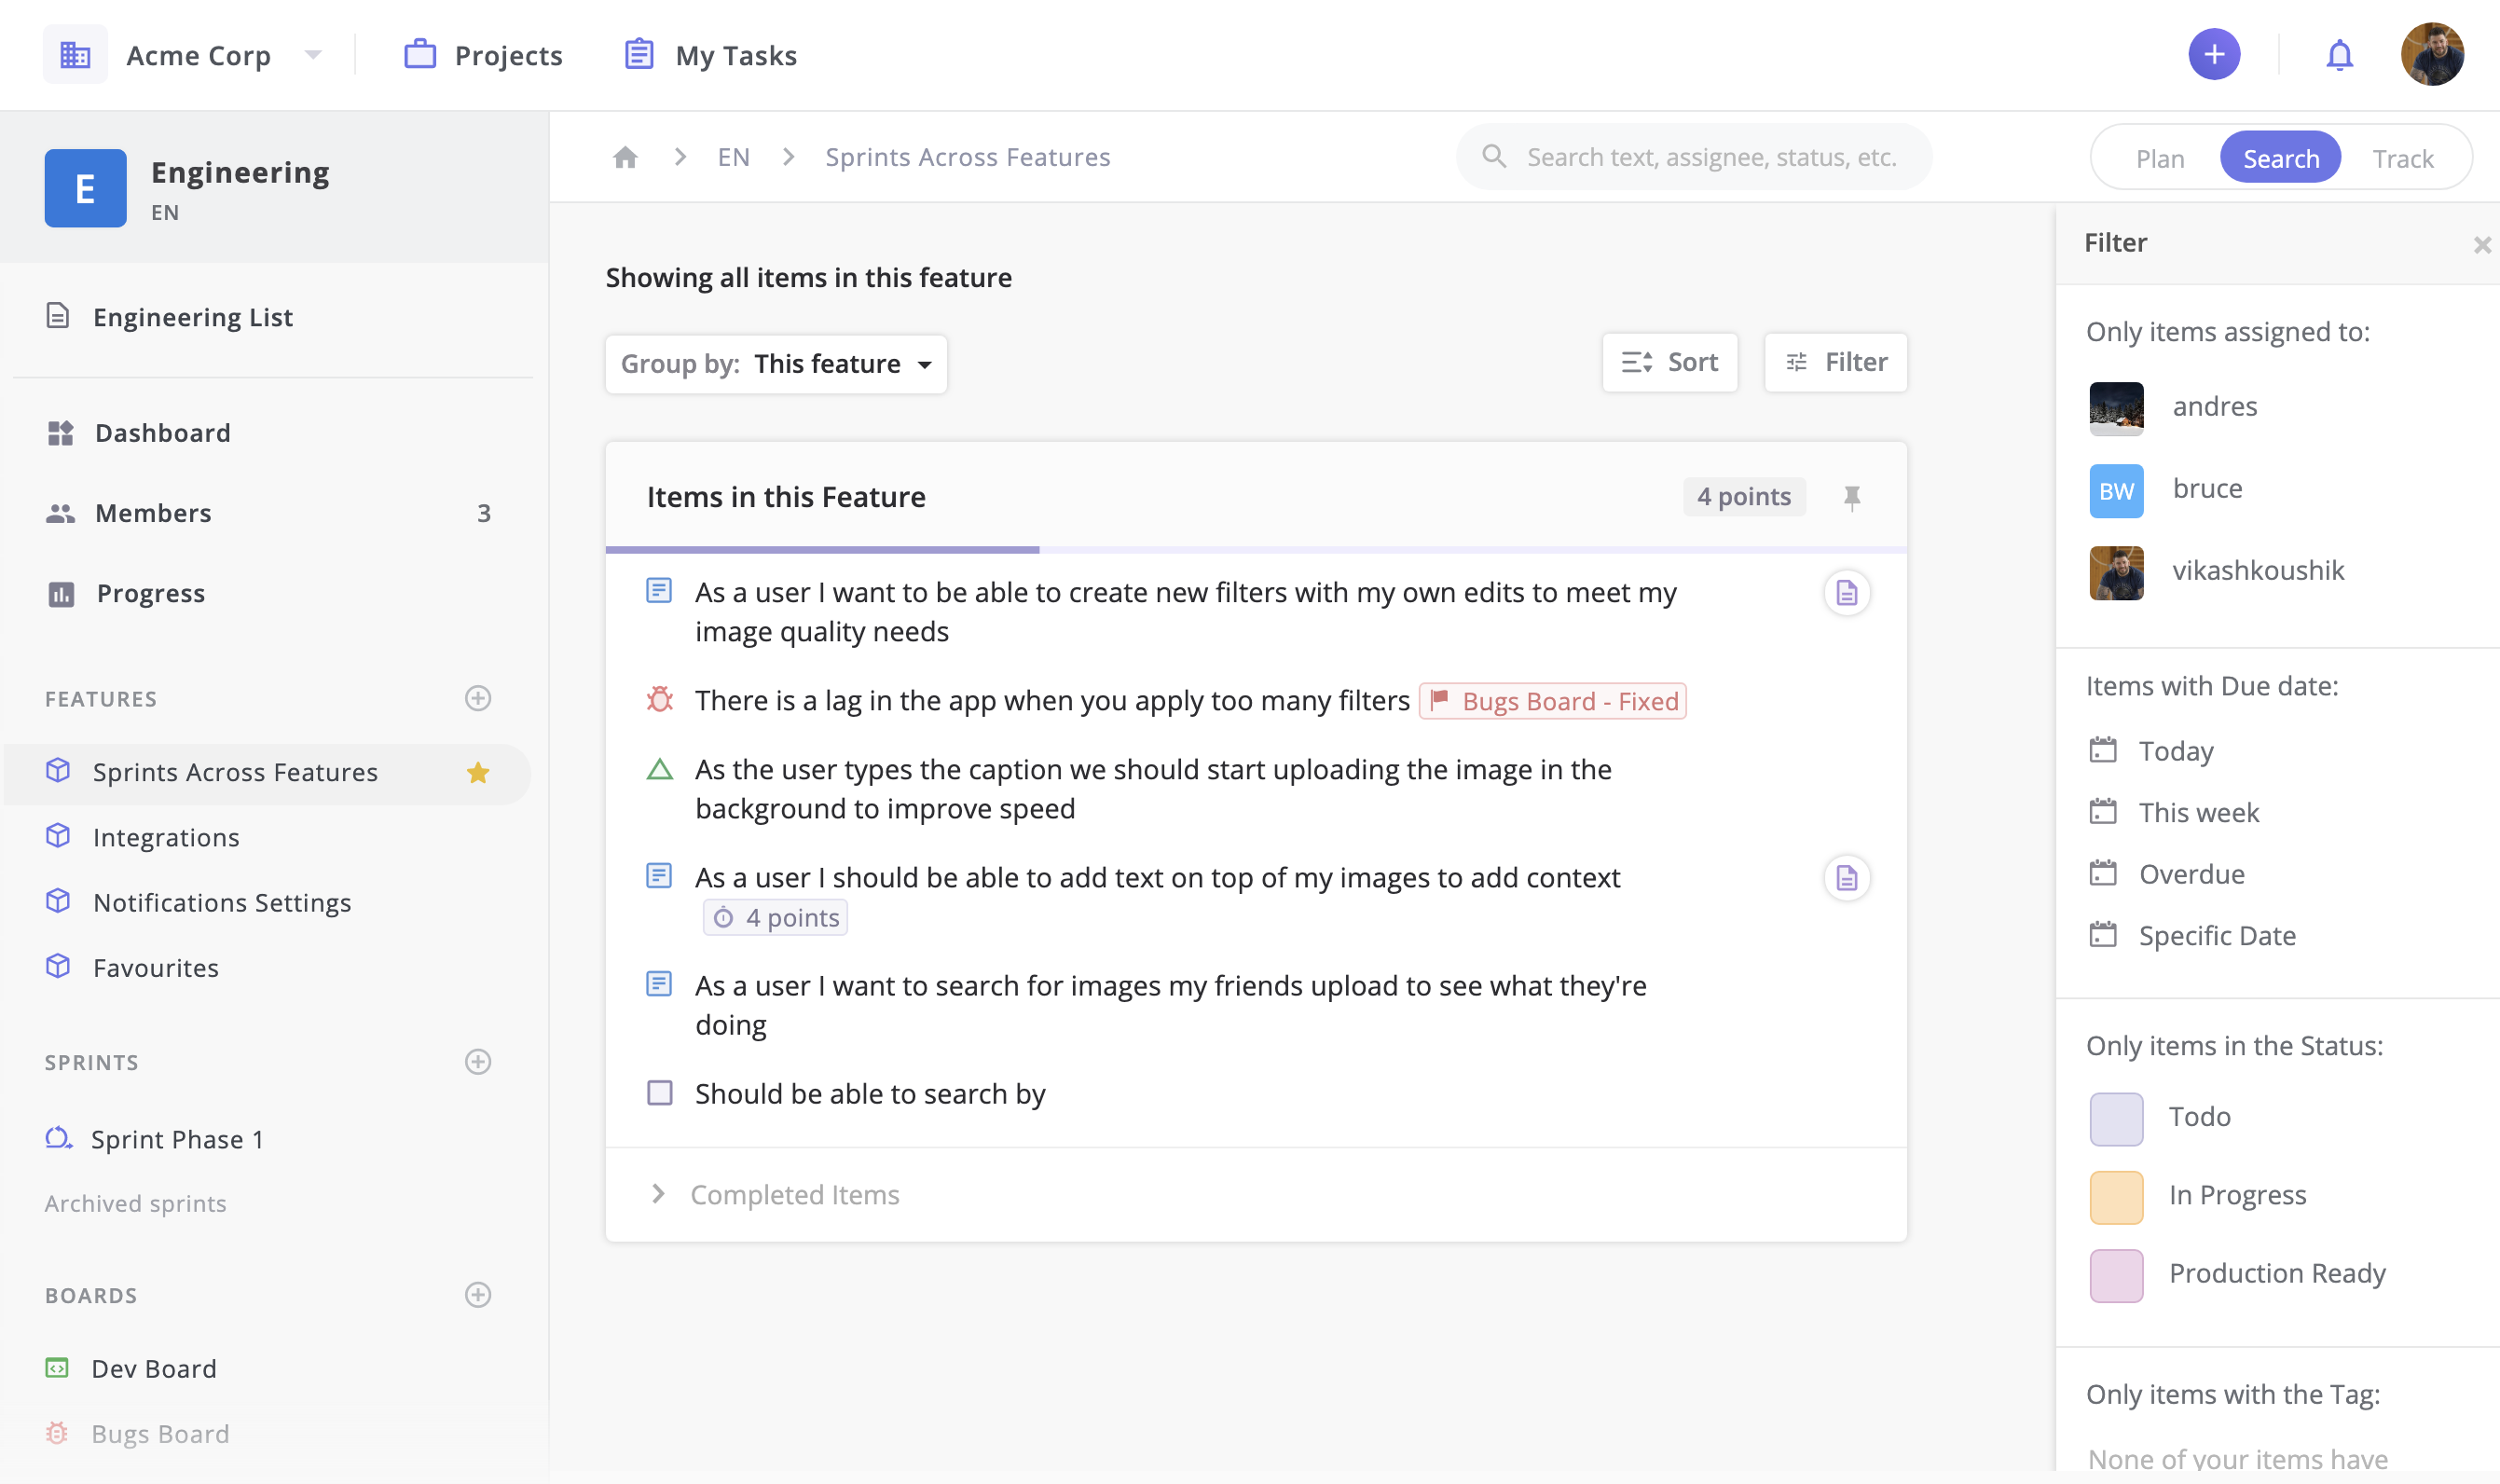 Acme Corp
Projects
My Tasks
E
Engineering
EN
Engineering List
Dashboard
Members 3
Progress
FEATURES
Sprints Across Features
Integrations
Notifications Settings
Favourites
SPRINTS
Sprint Phase 1
Archived sprints
BOARDS
Dev Board
Bugs Board
EN
Sprints Across Features
Search text, assignee, status, etc.
Plan
Search
Track
Showing all items in this feature
Group by: This feature
Sort
Filter
Items in this Feature
4 points
As a user I want to be able to create new filters with my own edits to meet my
image quality needs
There is a lag in the app when you apply too many filters Bugs Board - Fixed
As the user types the caption we should start uploading the image in the
background to improve speed
As a user I should be able to add text on top of my images to add context
4 points
As a user I want to search for images my friends upload to see what they're
doing
Should be able to search by
Completed Items
Filter
Only items assigned to:
andres
BW
bruce
vikashkoushik
Items with Due date:
Today
This week
Overdue
Specific Date
Only items in the Status:
Todo
In Progress
Production Ready
Only items with the Tag:
None of your items have